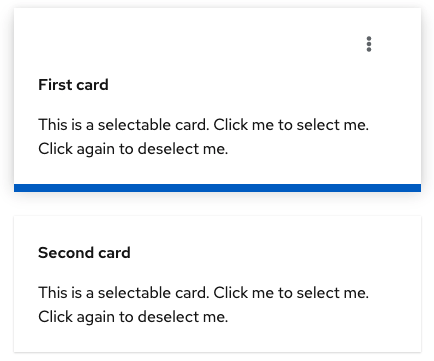 First card
This is a selectable card. Click me to select me.
Click again to deselect me.
Second card
This is a selectable card. Click me to select me.
Click again to deselect me.